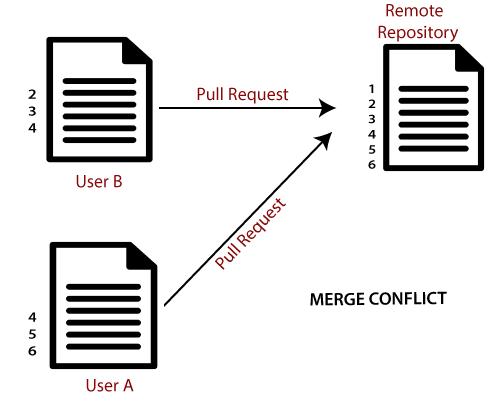 Remote
Repository
1
2
3
4
5
6
2
3
4
Pull Request
User B
Pull Request
4
5
6
MERGE CONFLICT
User A